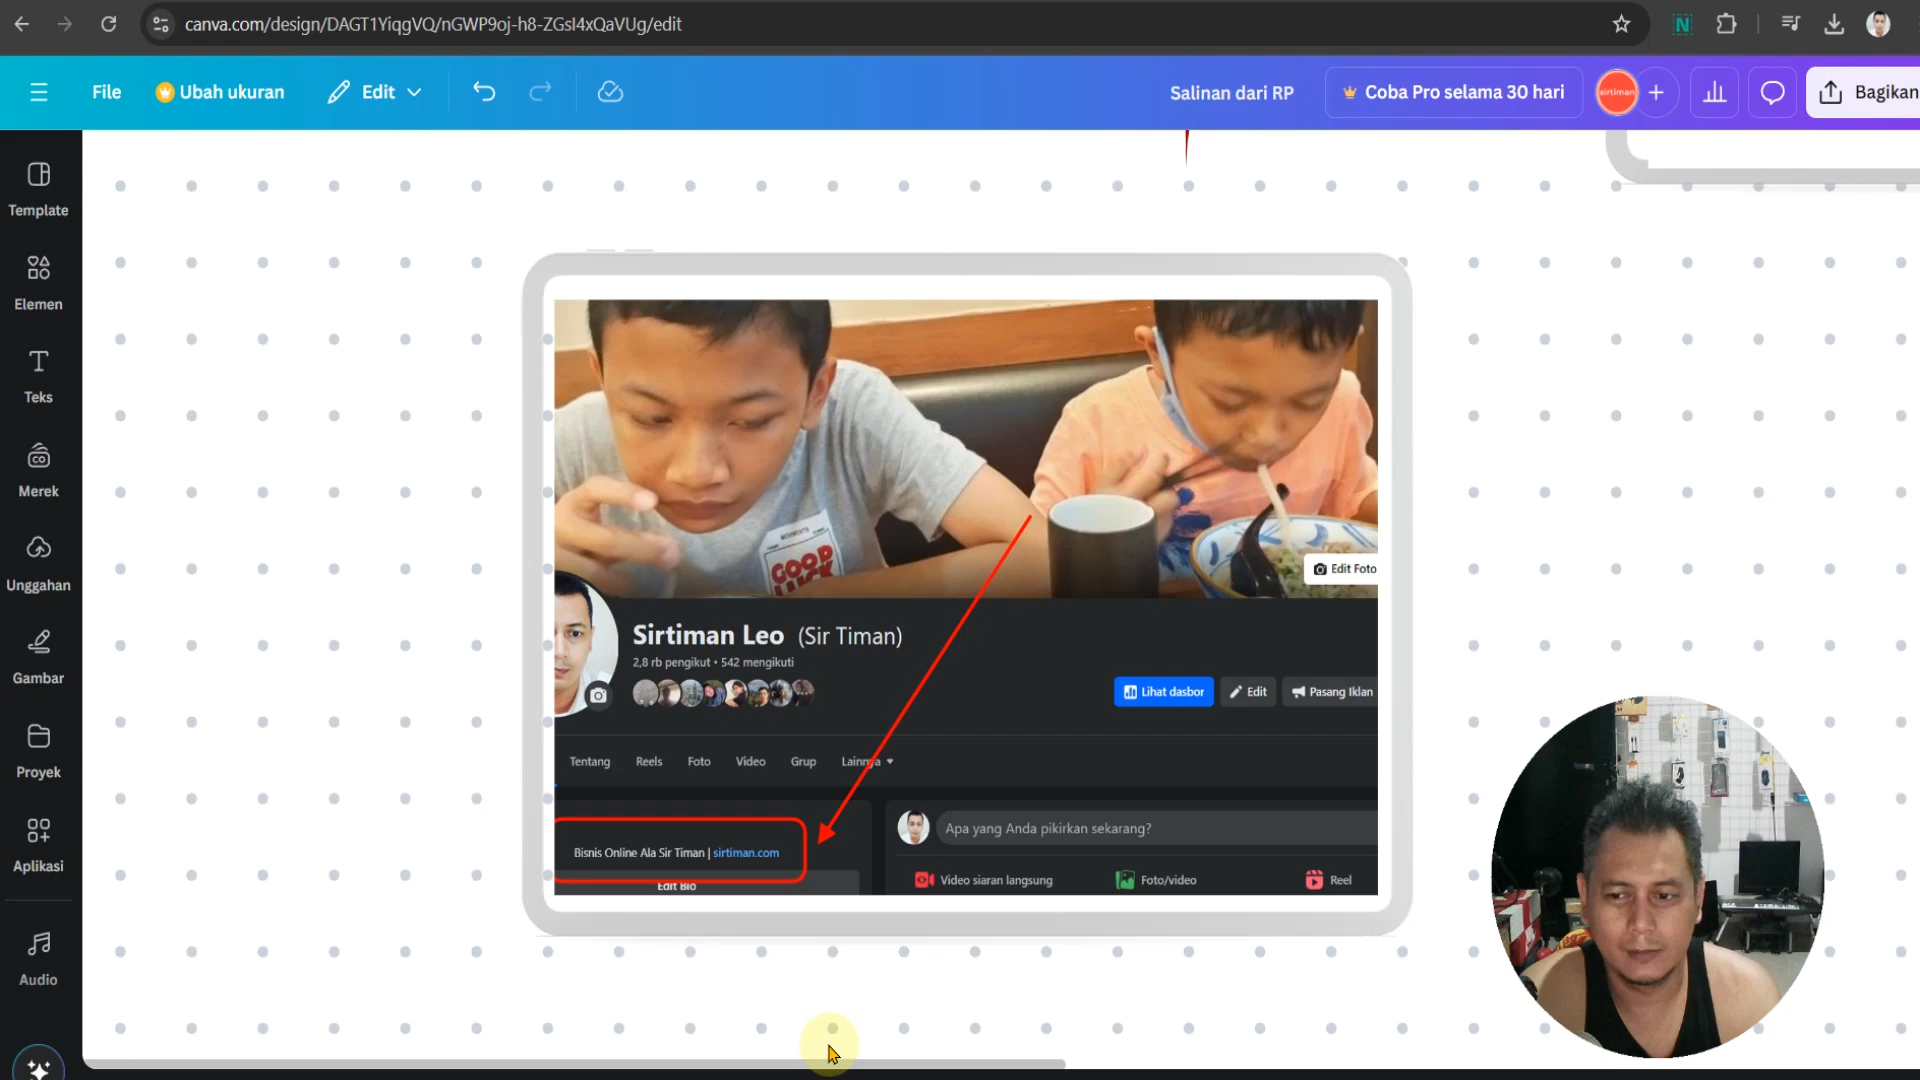 canva.com/design/DAGT1YiqgVQ/nGWP9oj-h8-ZGsl4xQaVUg/edit
File
Ubah ukuran
Edit
Salinan dari RP
Coba Pro selama 30 hari
sirtiman
Bagikan
Template
Elemen
Teks
Merek
Unggahan
Gambar
Proyek
Aplikasi
Audio
GOOD
LUCK
Edit Foto
Sirtiman Leo (Sir Timan)
2,8 rb pengikut • 542 mengikuti
Lihat dasbor
Edit
Pasang Iklan
Tentang
Reels
Foto
Video
Grup
Lainnya
Apa yang Anda pikirkan sekarang?
Bisnis Online Ala Sir Timan | sirtiman.com
Edit Bio
Video siaran langsung
Foto/video
Reel